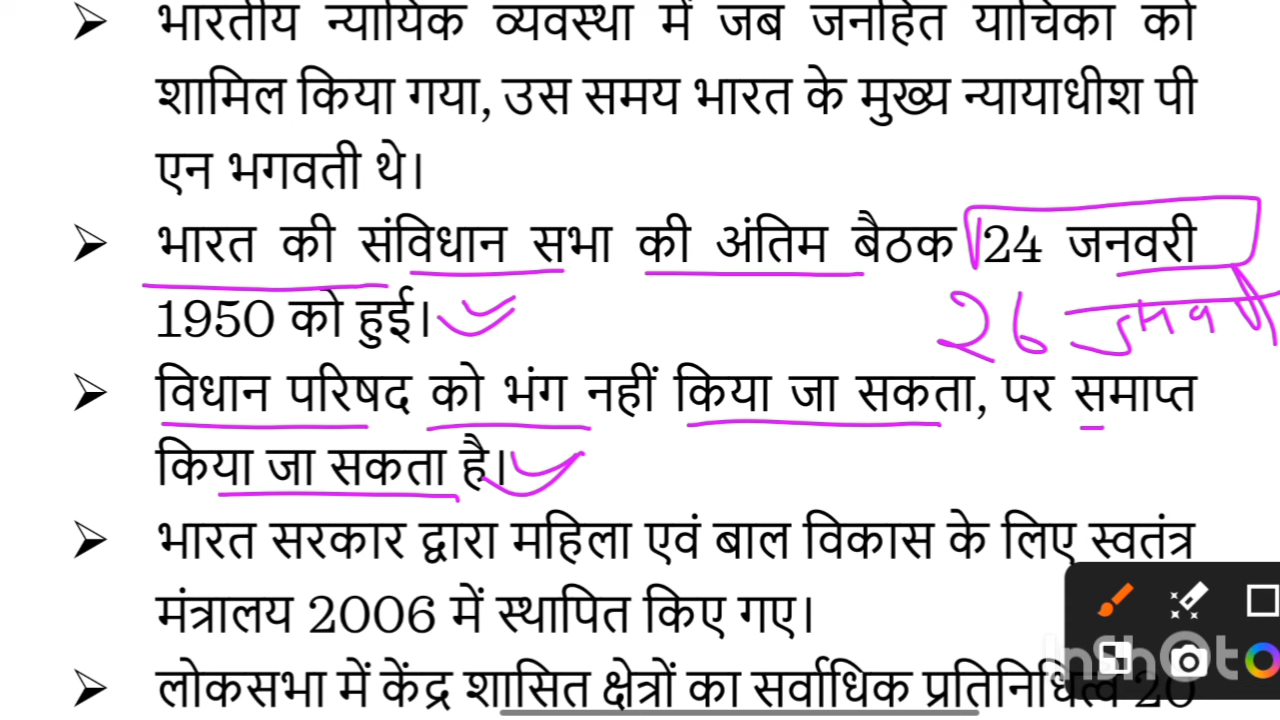 ➢ भारतीय न्यायिक व्यवस्था में जब जनहित याचिका को
शामिल किया गया, उस समय भारत के मुख्य न्यायाधीश पी
एन भगवती थे।
➢ भारत की संविधान सभा की अंतिम बैठक 24 जनवरी
1950 को हुई।
26 जनवरी
➢ विधान परिषद को भंग नहीं किया जा सकता, पर समाप्त
किया जा सकता है।
➢ भारत सरकार द्वारा महिला एवं बाल विकास के लिए स्वतंत्र
मंत्रालय 2006 में स्थापित किए गए।
➢ लोकसभा में केंद्र शासित क्षेत्रों का सर्वाधिक प्रतिनिधित्व 20
InShot